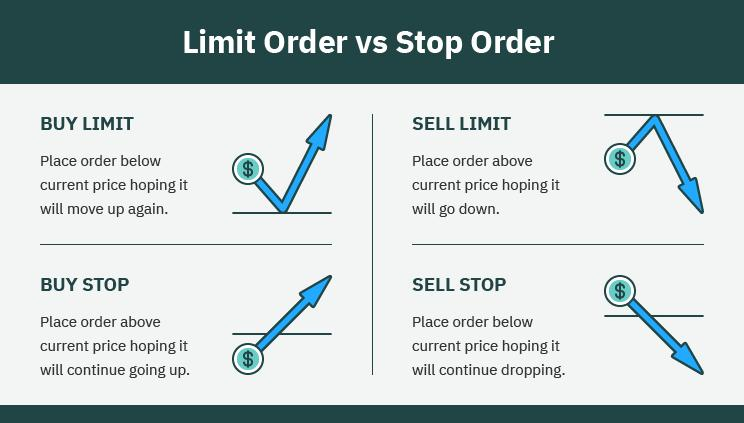 Limit Order vs Stop Order
BUY LIMIT
Place order below
current price hoping it
will move up again.
$
SELL LIMIT
Place order above
current price hoping it
will go down.
$
BUY STOP
Place order above
current price hoping it
will continue going up.
$
SELL STOP
Place order below
current price hoping it
will continue dropping.
$